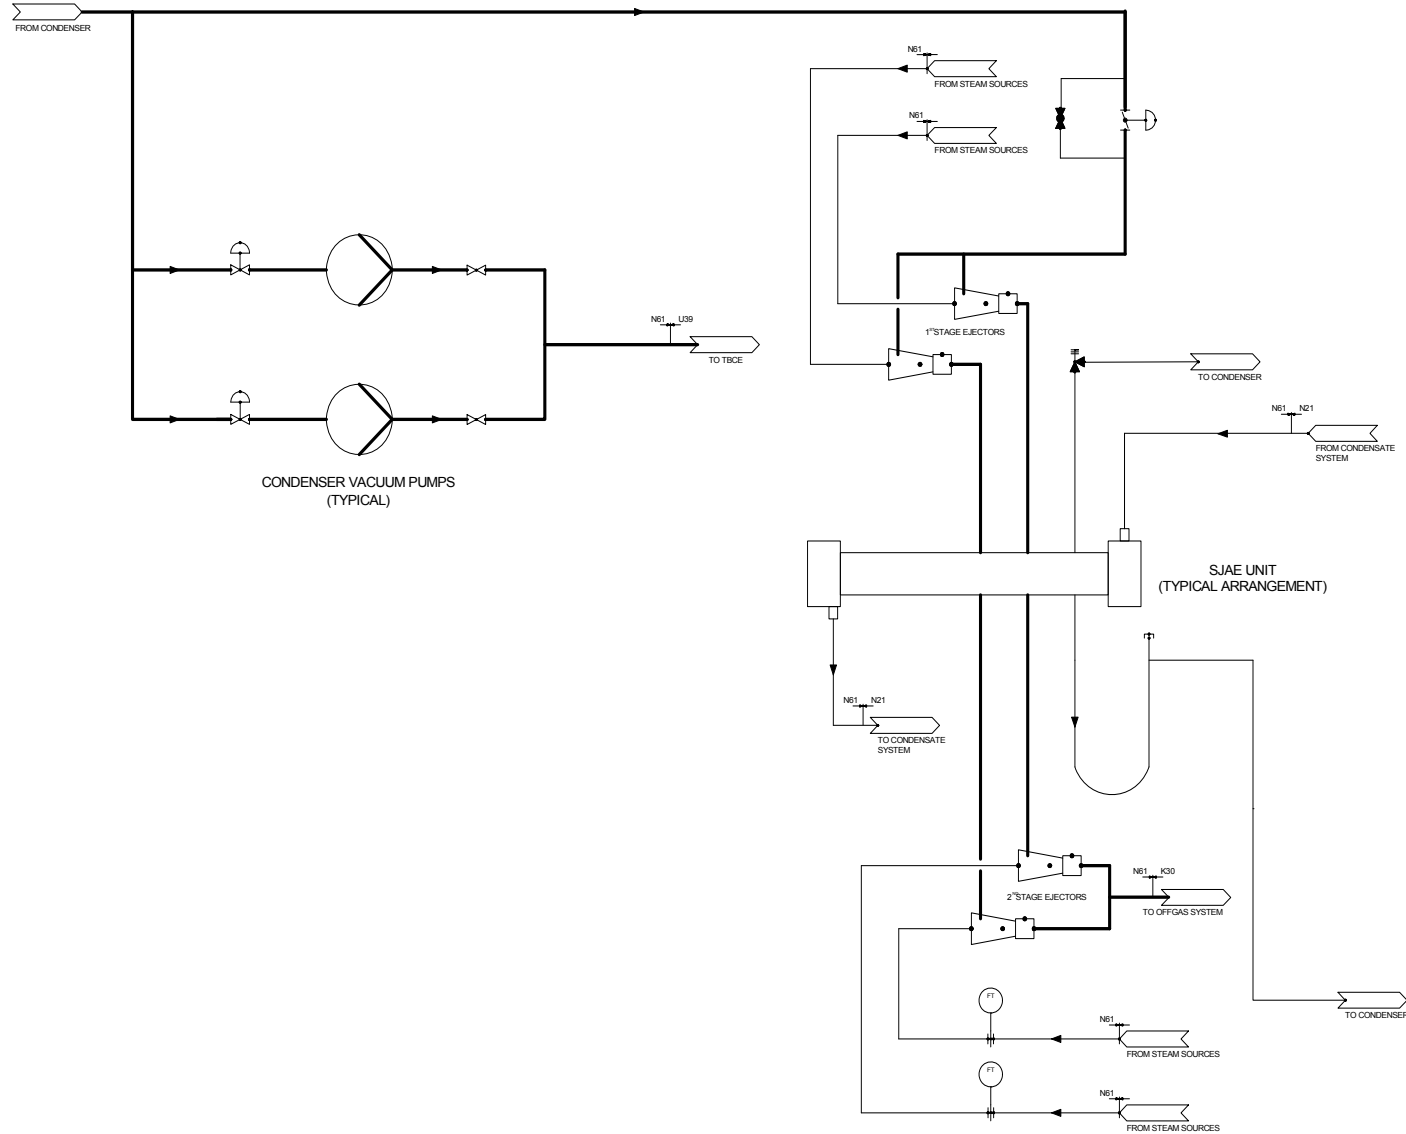 FROM CONDENSER
N61
FROM STEAM SOURCES
N61
FROM STEAM SOURCES
N61 U39
TO TBCE
1ST STAGE EJECTORS
TO CONDENSER
N61 N21
FROM CONDENSATE
SYSTEM
CONDENSER VACUUM PUMPS
(TYPICAL)
SJAE UNIT
(TYPICAL ARRANGEMENT)
N61 N21
TO CONDENSATE
SYSTEM
2ND STAGE EJECTORS
N61 K30
TO OFFGAS SYSTEM
FT
TO CONDENSER
N61
FROM STEAM SOURCES
FT
N61
FROM STEAM SOURCES